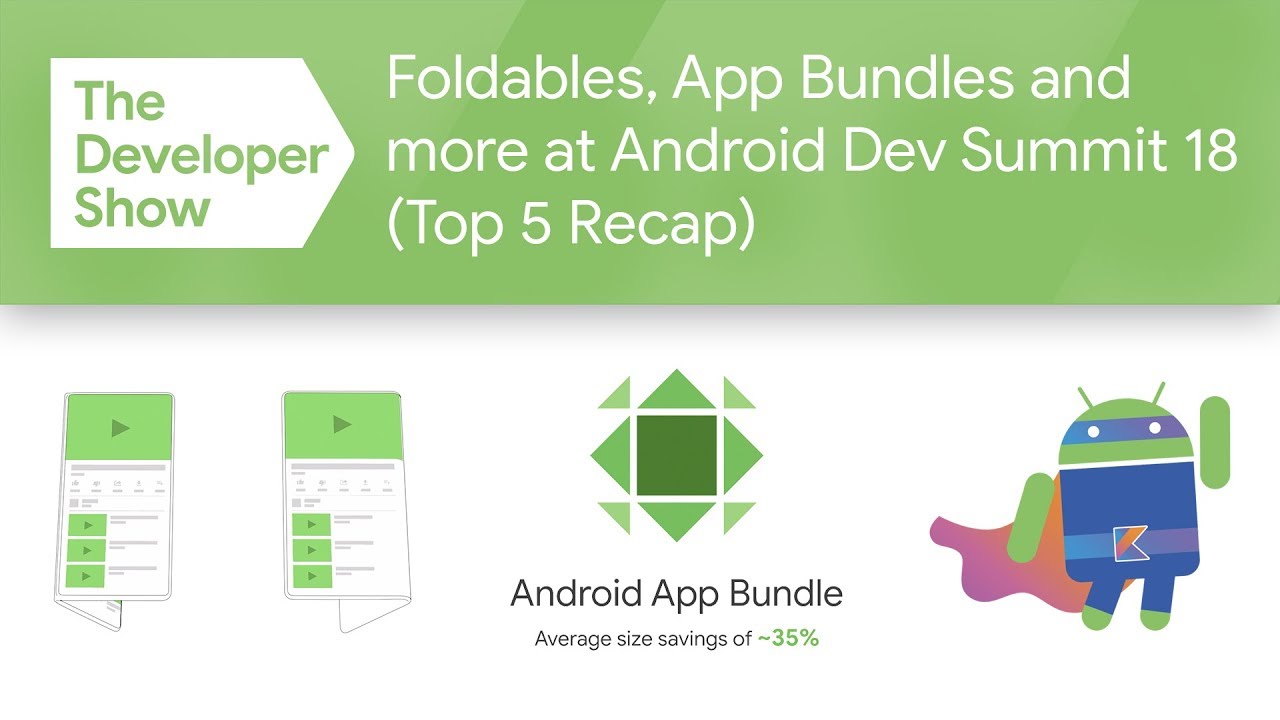 The
Developer
Show
Foldables, App Bundles and
more at Android Dev Summit 18
(Top 5 Recap)
Android App Bundle
Average size savings of ~35%